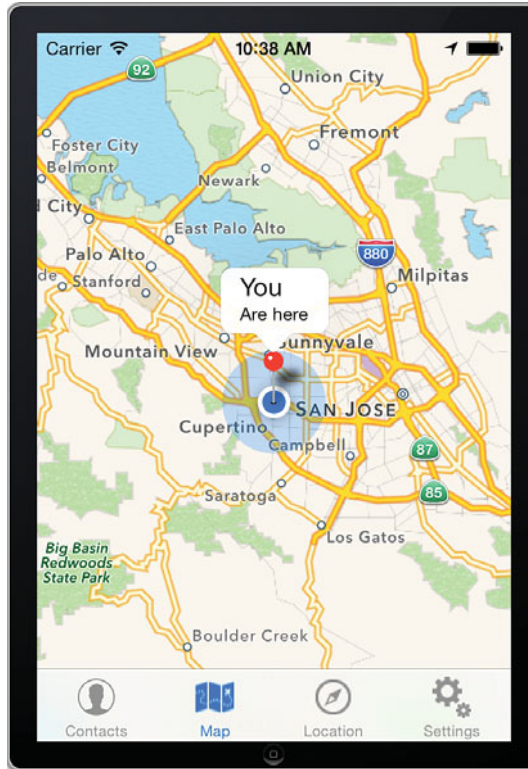 Carrier
10:38 AM
92
Union City
Fremont
Foster City
Belmont
Newark
d City
East Palo Alto
Palo Alto
880
de
Stanford
Milpitas
You
Are here
Sunnyvale
Mountain View
SAN JOSE
Cupertino
Campbell
87
85
Saratoga
Los Gatos
Big Basin
Redwoods
State Park
Boulder Creek
Contacts
Map
Location
Settings